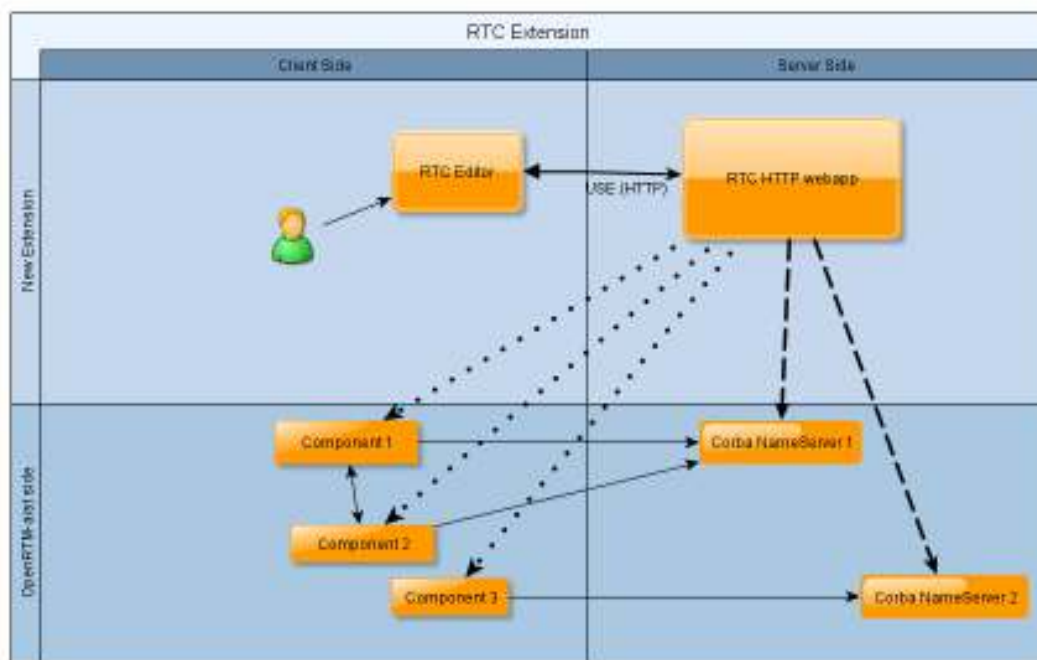 RTC Extension
Client Side
Server Side
New Extension
RTC Editor
USE (HTTP)
RTC HTTP webapp
OpenRTM-aist side
Component 1
Corba NameServer 1
Component 2
Component 3
Corba NameServer 2